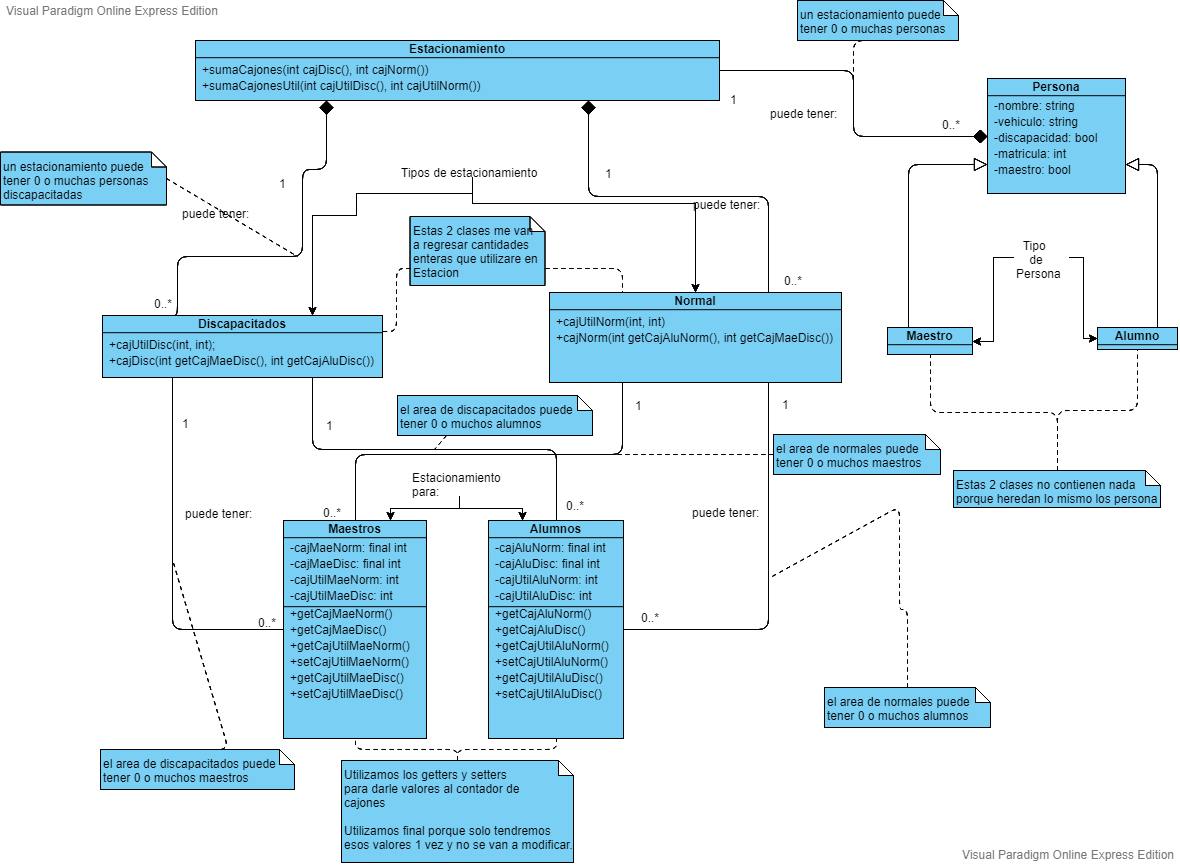 Visual Paradigm Online Express Edition
un estacionamiento puede
tener 0 o muchas personas
Estacionamiento
+sumaCajones(int cajDisc(), int cajNorm())
+sumaCajonesUtil(int cajUtilDisc(), int cajUtilNorm())
1
puede tener:
0..*
Persona
-nombre: string
-vehiculo: string
-discapacidad: bool
-matricula: int
-maestro: bool
un estacionamiento puede
tener 0 o muchas personas
discapacitadas
1
puede tener:
0..*
Tipos de estacionamiento
1
puede tener:
0..*
Estas 2 clases me van
a regresar cantidades
enteras que utilizare en
Estacion
Tipo
de
Persona
Discapacitados
+cajUtilDisc(int, int);
+cajDisc(int getCajMaeDisc(), int getCajAluDisc())
Normal
+cajUtilNorm(int, int)
+cajNorm(int getCajAluNorm(), int getCajMaeDisc())
Maestro
Alumno
1
1
el area de discapacitados puede
tener 0 o muchos alumnos
1
1
el area de normales puede
tener 0 o muchos maestros
Estas 2 clases no contienen nada
porque heredan lo mismo los persona
Estacionamiento
para:
puede tener:
0..*
0..*
puede tener:
Maestros
-cajMaeNorm: final int
-cajMaeDisc: final int
-cajUtilMaeNorm: int
-cajUtilMaeDisc: int
+getCajMaeNorm()
+getCajMaeDisc()
+getCajUtilMaeNorm()
+setCajUtilMaeNorm()
+getCajUtilMaeDisc()
+setCajUtilMaeDisc()
Alumnos
-cajAluNorm: final int
-cajAluDisc: final int
-cajUtilAluNorm: int
-cajUtilAluDisc: int
+getCajAluNorm()
+getCajAluDisc()
+getCajUtilAluNorm()
+setCajUtilAluNorm()
+getCajUtilAluDisc()
+setCajUtilAluDisc()
0..*
0..*
el area de normales puede
tener 0 o muchos alumnos
el area de discapacitados puede
tener 0 o muchos maestros
Utilizamos los getters y setters
para darle valores al contador de
cajones
Utilizamos final porque solo tendremos
esos valores 1 vez y no se van a modificar.
Visual Paradigm Online Express Edition